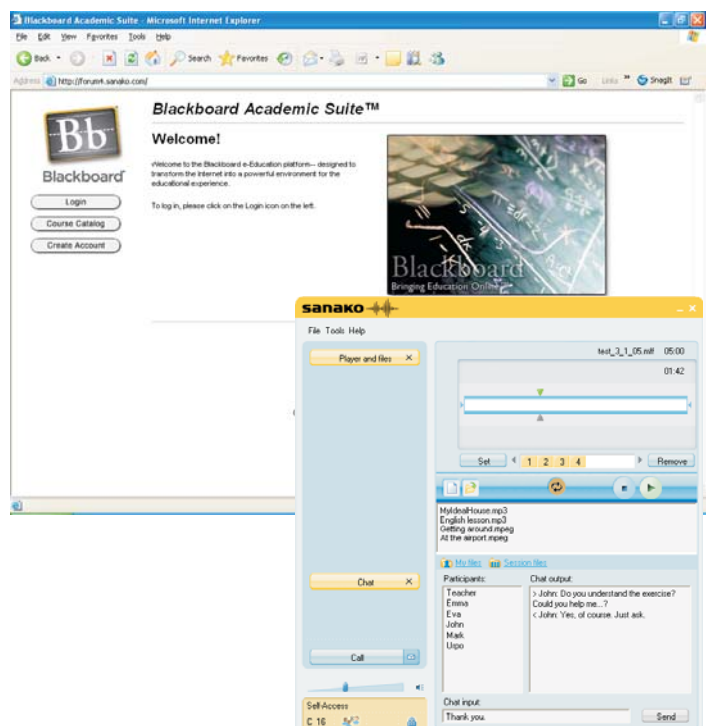 Blackboard Academic Suite - Microsoft Internet Explorer
File Edit View Favorites Tools Help
Back Search Favorites
Address http://forum4.sanako.com/ Go Links » SnagIt
Blackboard Academic Suite™
Bb
Blackboard
Welcome!
Welcome to the Blackboard e-Education platform-- designed to
transform the Internet into a powerful environment for the
educational experience.
To log in, please click on the Login icon on the left.
Login
Course Catalog
Create Account
Blackboard
Bringing Education Online
sanako
File Tools Help
Player and files
test_3_1_05.mff 05:00
01:42
Set 1 2 3 4 Remove
MyIdealHouse.mp3
English lesson.mp3
Getting around.mpeg
At the airport.mpeg
My files Session files
Chat
Participants: Chat output:
Teacher
Emma
Eva
John
Mark
Urpo
> John: Do you understand the exercise?
Could you help me...?
< John: Yes, of course. Just ask.
Call
Self-Access
C 16
Chat input:
Thank you.
Send